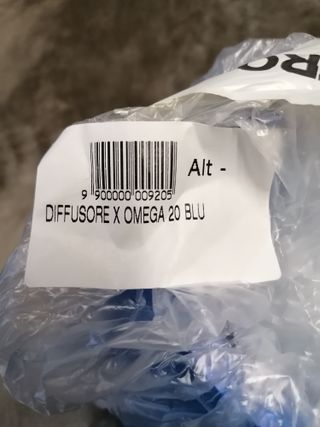 Alt -
9 900000 009205
DIFFUSORE X OMEGA 20 BLU